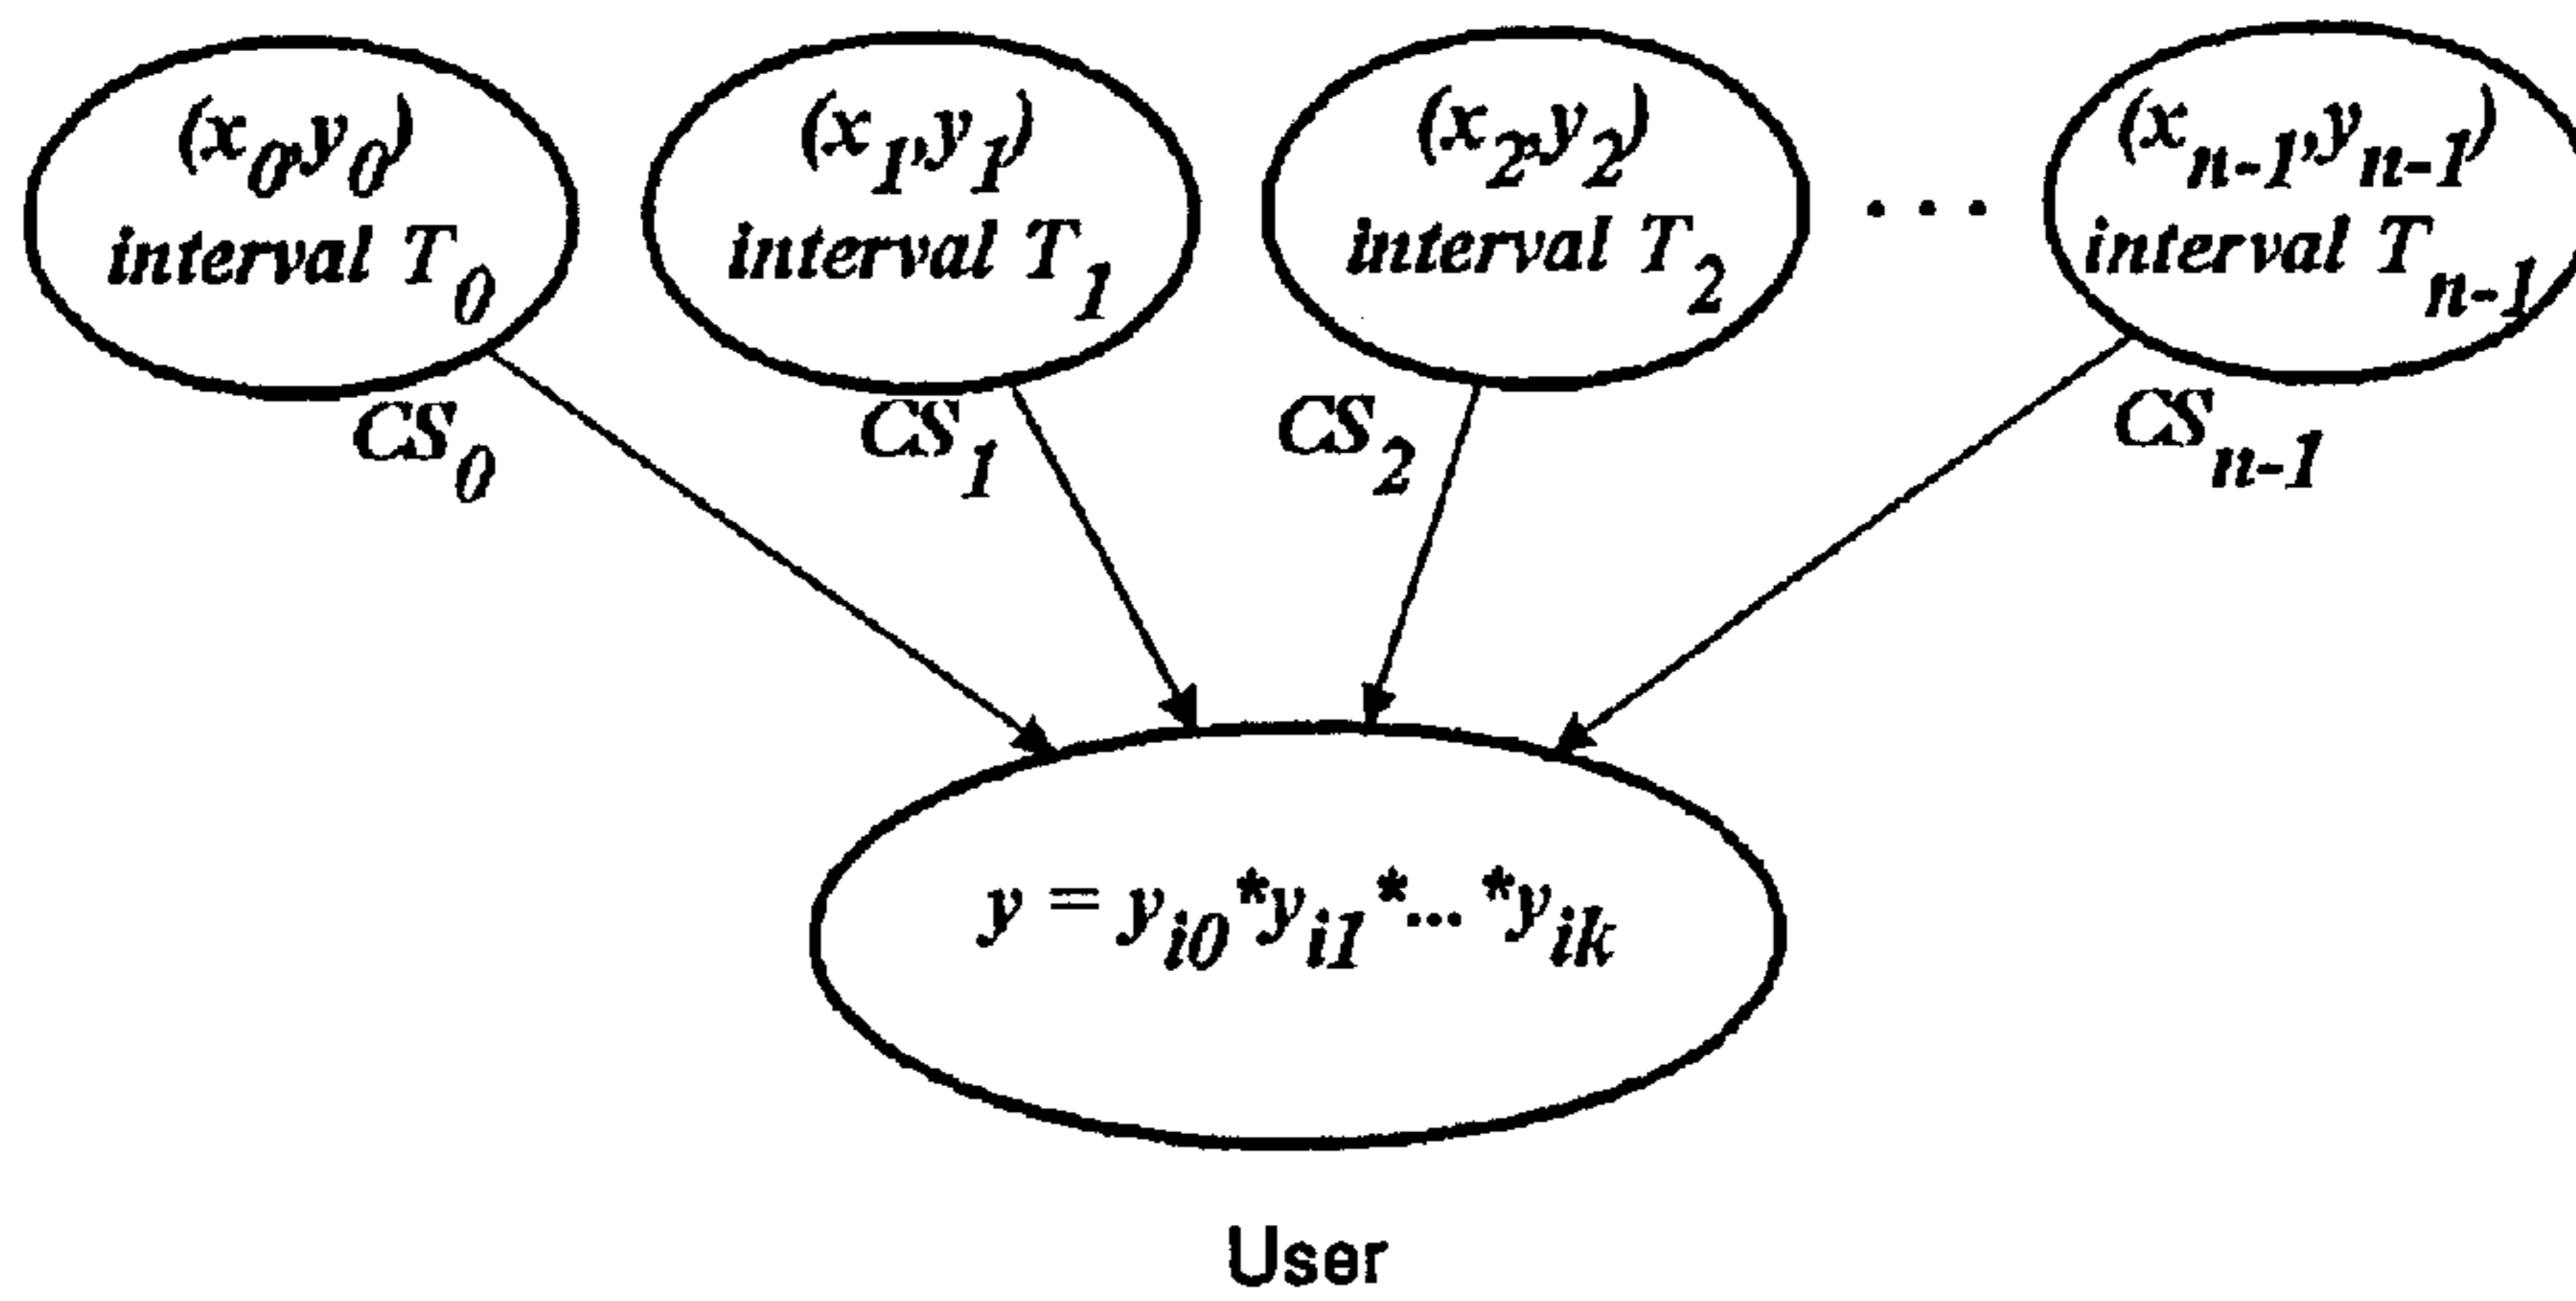 (x0,y0)
interval T0
(x1,y1)
interval T1
(x2,y2)
interval T2
. . .
(xn-1,yn-1)
interval Tn-1
CS0
CS1
CS2
CSn-1
y = yi0*yi1*... *yik
User